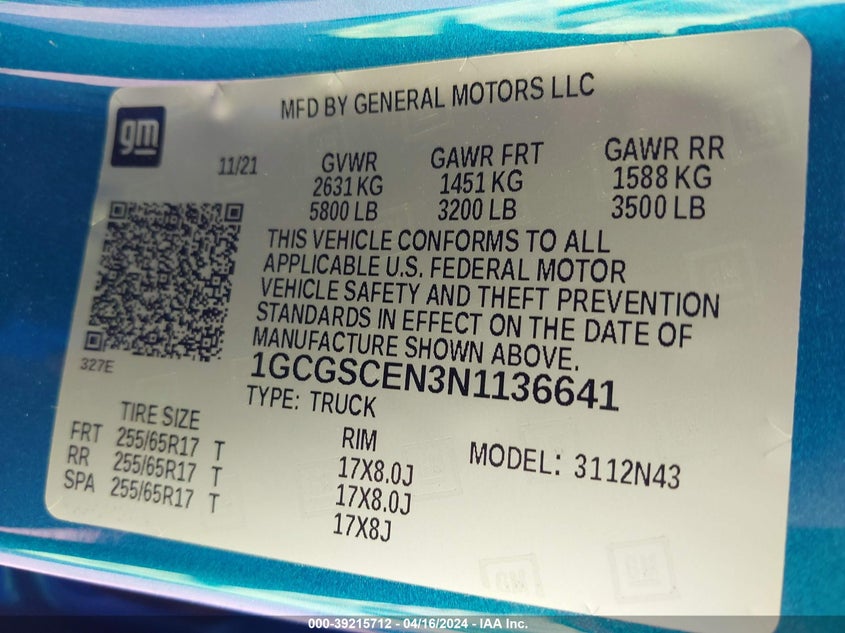 MFD BY GENERAL MOTORS LLC
gm
11/21 GVWR GAWR FRT GAWR RR
2631 KG 1451 KG 1588 KG
5800 LB 3200 LB 3500 LB
THIS VEHICLE CONFORMS TO ALL
APPLICABLE U.S. FEDERAL MOTOR
VEHICLE SAFETY AND THEFT PREVENTION
STANDARDS IN EFFECT ON THE DATE OF
MANUFACTURE SHOWN ABOVE.
327E
1GCGSCEN3N1136641
TYPE: TRUCK
TIRE SIZE RIM MODEL: 3112N43
FRT 255/65R17 T 17X8.0J
RR 255/65R17 T 17X8.0J
SPA 255/65R17 T 17X8J
GM
GM
000-39215712 - 04/16/2024 - IAA Inc.